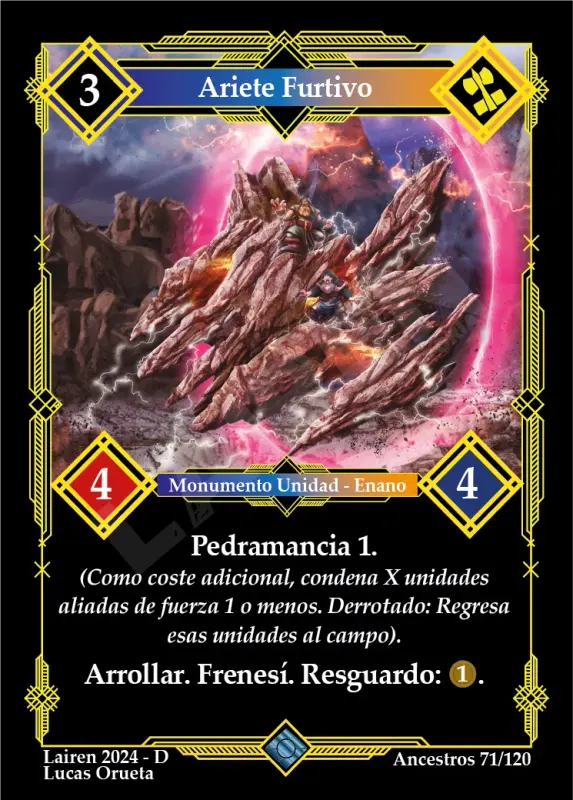 3
Ariete Furtivo
4
Monumento Unidad - Enano
4
Pedramancia 1.
(Como coste adicional, condena X unidades
aliadas de fuerza 1 o menos. Derrotado: Regresa
esas unidades al campo).
Arrollar. Frenesí. Resguardo: 1.
Lairen 2024 - D
Lucas Orueta
Ancestros 71/120